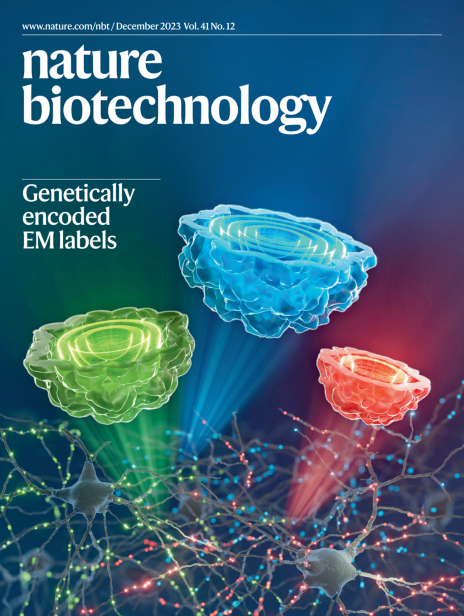 www.nature.com/nbt / December 2023 Vol. 41 No. 12
nature
biotechnology
Genetically
encoded
EM labels